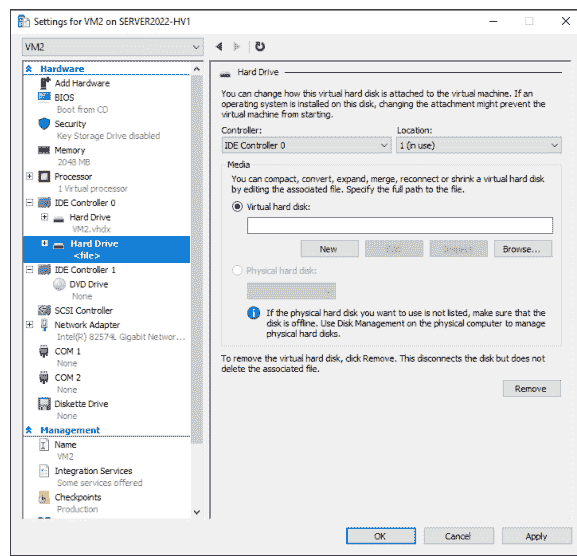 Settings for VM2 on SERVER2022-HV1
VM2
Hardware
Add Hardware
BIOS
Boot from CD
Security
Key Storage Drive disabled
Memory
2048 MB
Processor
1 Virtual processor
IDE Controller 0
Hard Drive
VM2.vhdx
Hard Drive
<file>
IDE Controller 1
DVD Drive
None
SCSI Controller
Network Adapter
Intel(R) 82574L Gigabit Networ...
COM 1
None
COM 2
None
Diskette Drive
None
Management
Name
VM2
Integration Services
Some services offered
Checkpoints
Production
Hard Drive
You can change how this virtual hard disk is attached to the virtual machine. If an
operating system is installed on this disk, changing the attachment might prevent the
virtual machine from starting.
Controller:
Location:
IDE Controller 0
1 (in use)
Media
You can compact, convert, expand, merge, reconnect or shrink a virtual hard disk
by editing the associated file. Specify the full path to the file.
Virtual hard disk:
New
Edit
Inspect
Browse...
Physical hard disk:
If the physical hard disk you want to use is not listed, make sure that the
disk is offline. Use Disk Management on the physical computer to manage
physical hard disks.
To remove the virtual hard disk, click Remove. This disconnects the disk but does not
delete the associated file.
Remove
OK
Cancel
Apply